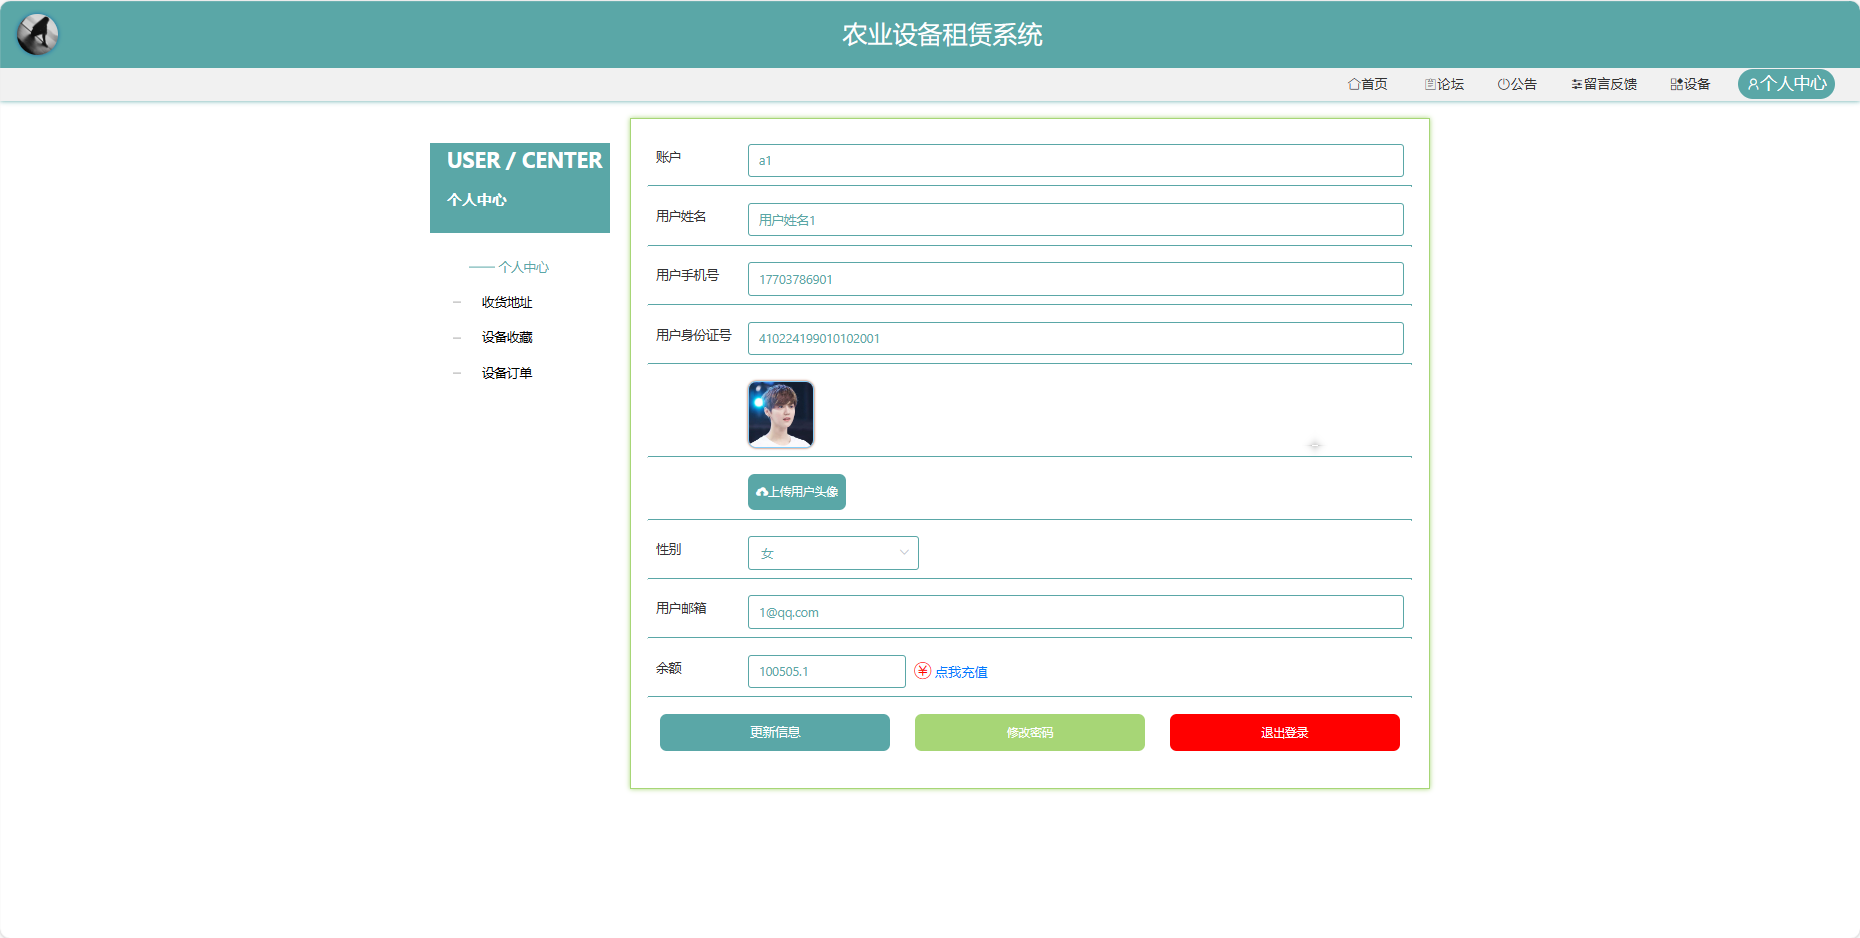 农业设备租赁系统
首页 论坛 公告 留言反馈 设备 个人中心
USER / CENTER
个人中心
个人中心
收货地址
设备收藏
设备订单
账户 a1
用户姓名 用户姓名1
用户手机号 17703786901
用户身份证号 410224199010102001
上传用户头像
性别 女
用户邮箱 1@qq.com
余额 100505.1 点我充值
更新信息 修改密码 退出登录